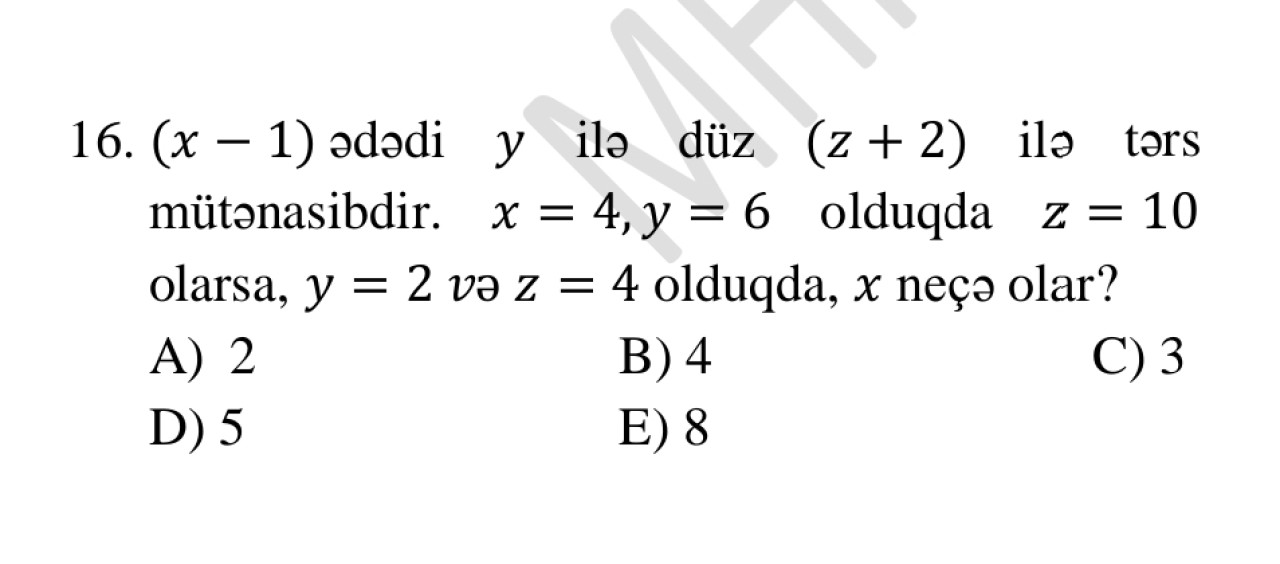 16. (x − 1) ədədi y ilə düz (z + 2) ilə tərs
mütənasibdir. x = 4, y = 6 olduqda z = 10
olarsa, y = 2 və z = 4 olduqda, x neçə olar?
A) 2 B) 4 C) 3
D) 5 E) 8